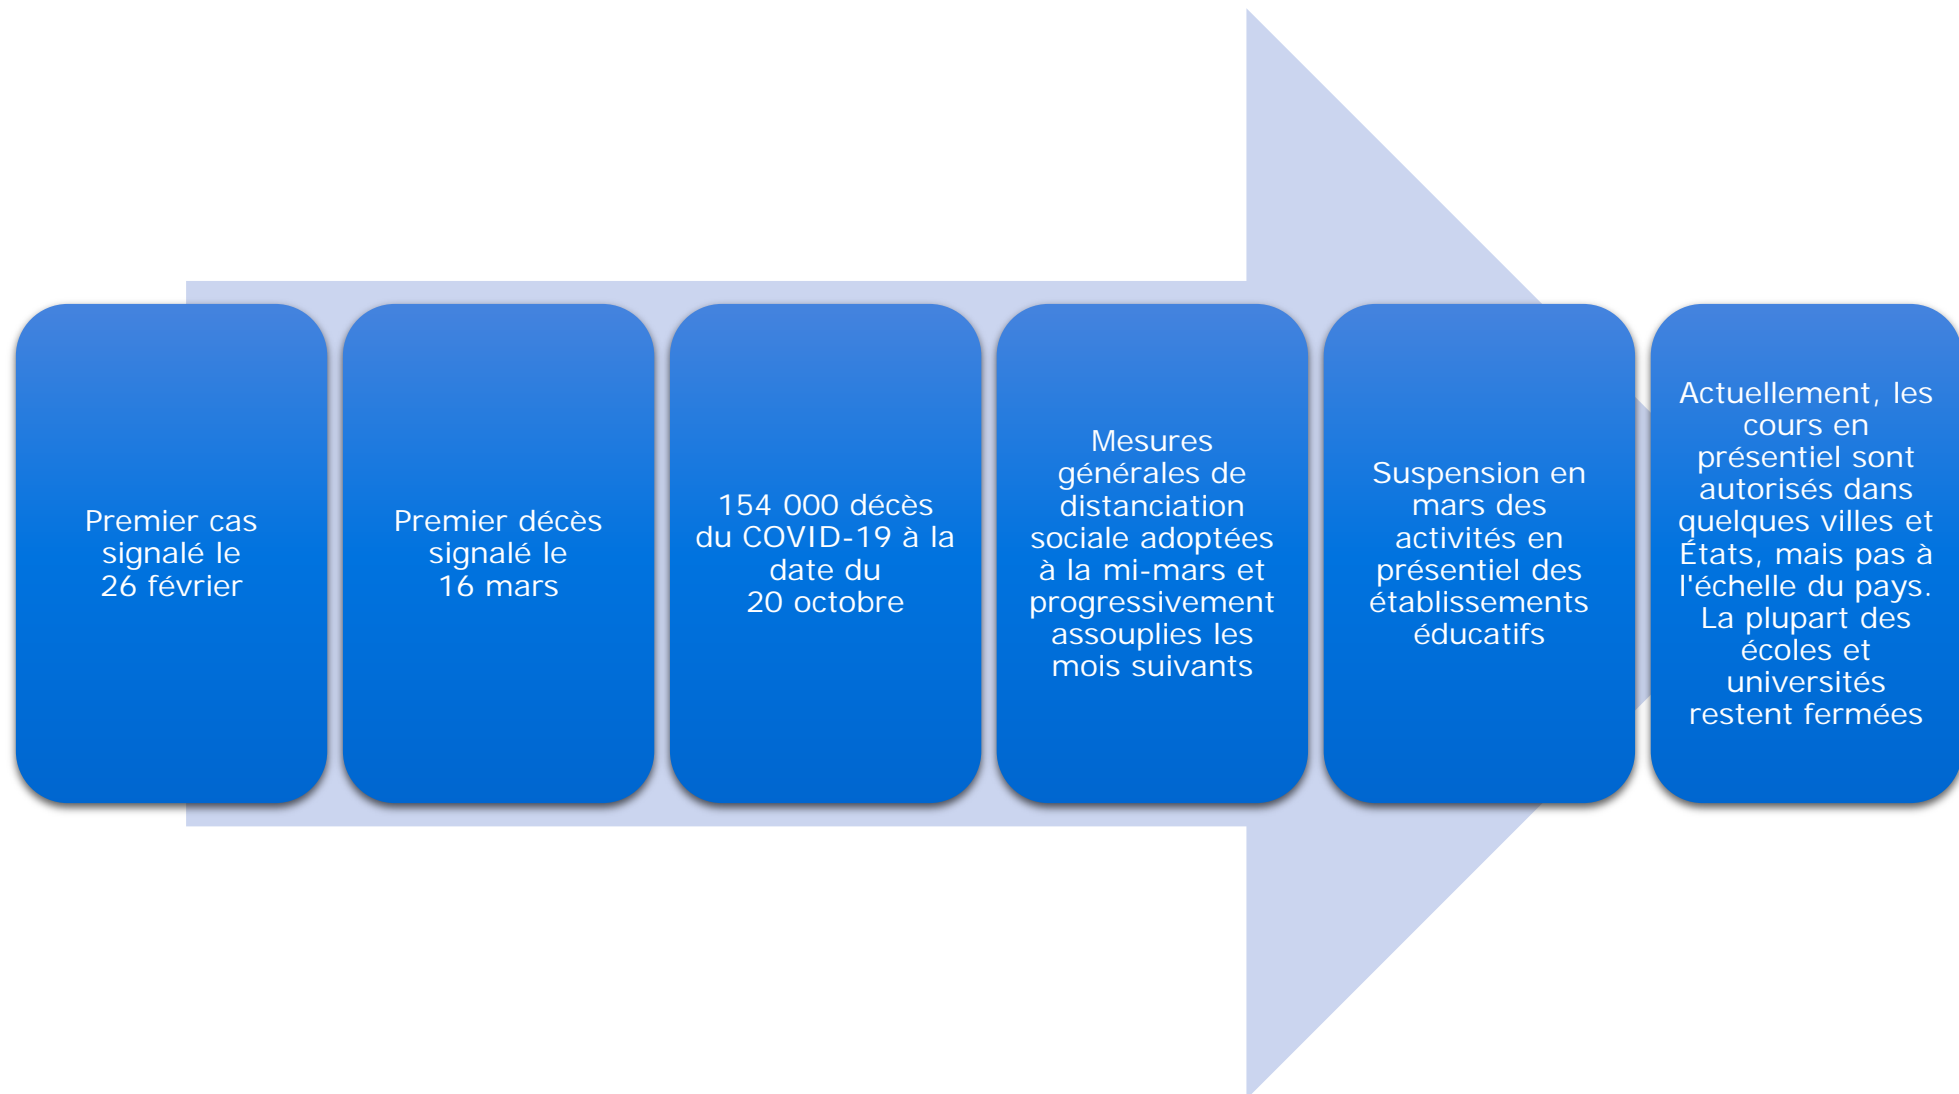 Premier cas
signalé le
26 février
Premier décès
signalé le
16 mars
154 000 décès
du COVID-19 à la
date du
20 octobre
Mesures
générales de
distanciation
sociale adoptées
à la mi-mars et
progressivement
assouplies les
mois suivants
Suspension en
mars des
activités en
présentiel des
établissements
éducatifs
Actuellement, les
cours en
présentiel sont
autorisés dans
quelques villes et
États, mais pas à
l'échelle du pays.
La plupart des
écoles et
universités
restent fermées